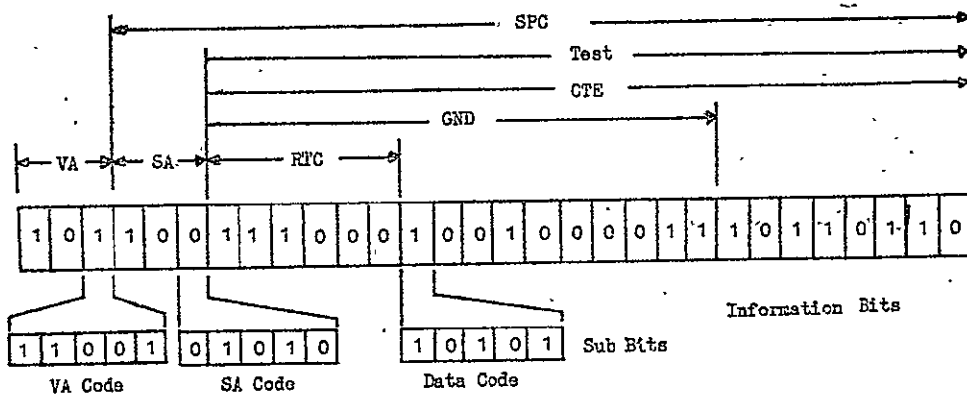 SPC
Test
CTE
GND
VA SA RTC
1 0 1 1 0 0 1 1 1 0 0 0 1 0 0 1 0 0 0 0 1 1 1 0 1 1 0 1 1 0
Information Bits
1 1 0 0 1 0 1 0 1 0 1 0 1 0 1 Sub Bits
VA Code SA Code Data Code